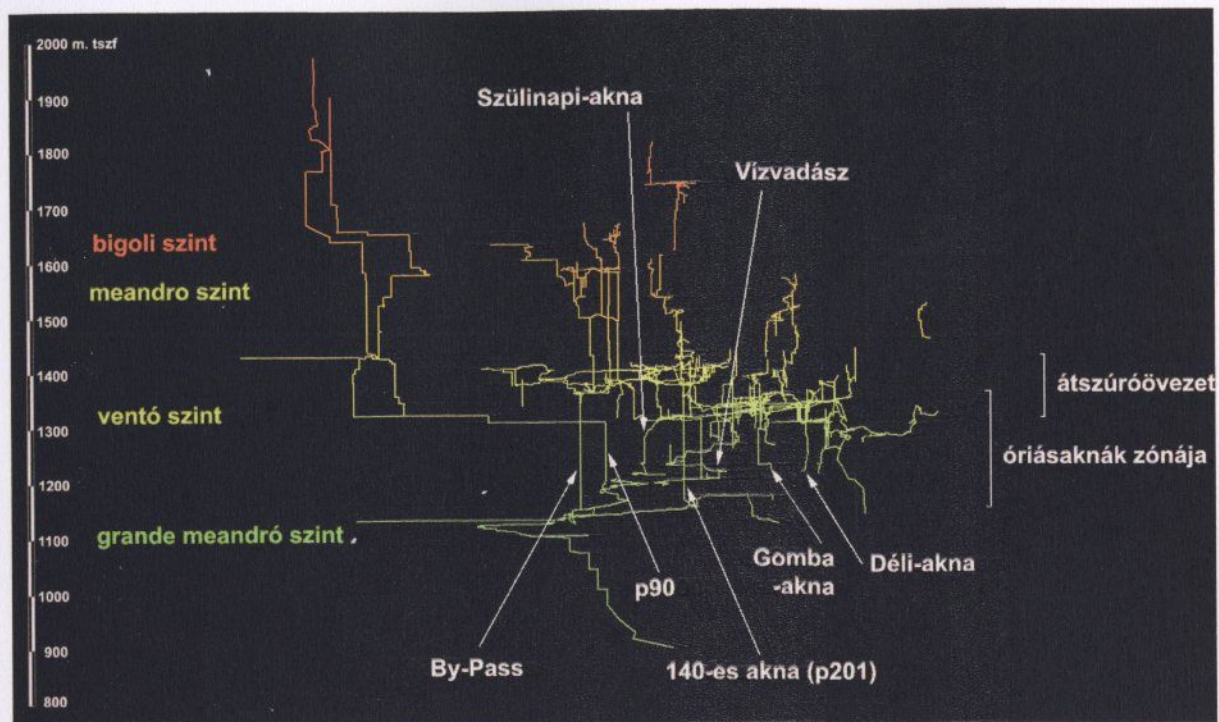 2000 m. tszf
1900
1800
1700
1600
1500
1400
1300
1200
1100
1000
900
800
bigoli szint
meandro szint
ventó szint
grande meandró szint
Szülinapi-akna
Vízvadász
átszúróövezet
óriásaknák zónája
Gomba
-akna
Déli-akna
p90
By-Pass
140-es akna (p201)